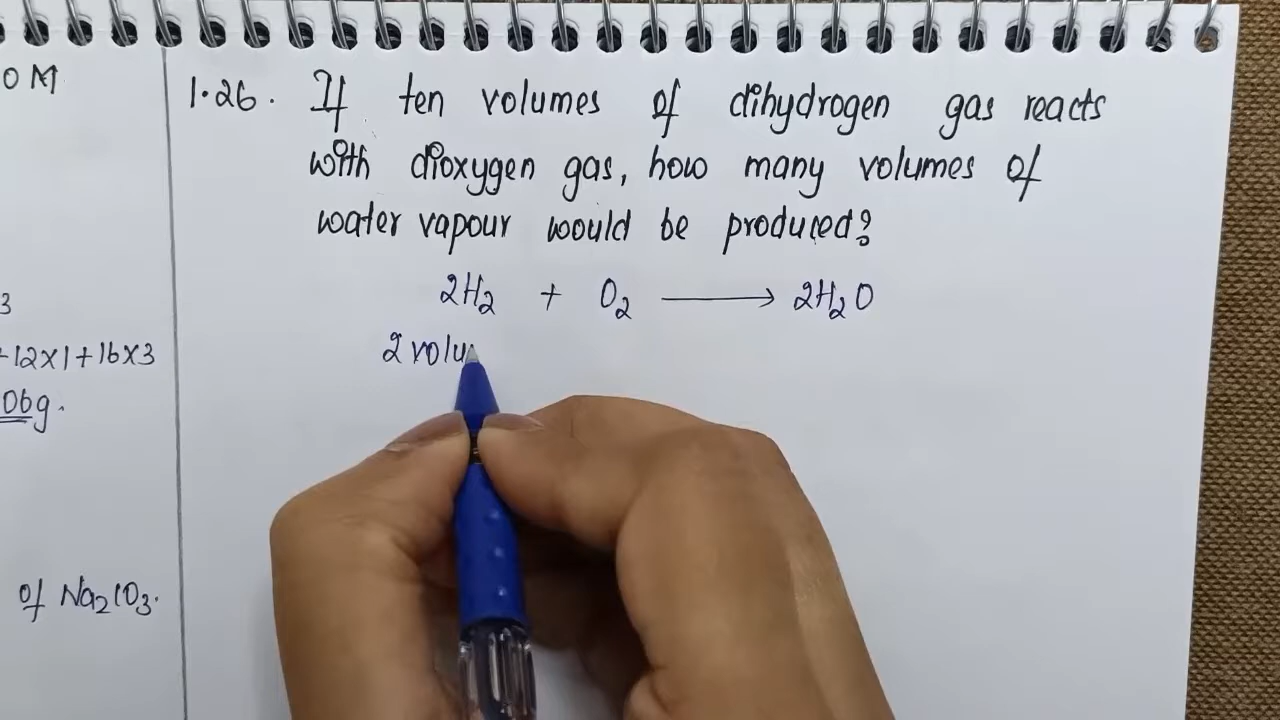 0 M
1.26. If ten volumes of dihydrogen gas reacts
with dioxygen gas, how many volumes of
water vapour would be produced?
2H₂ + O₂ ⟶ 2H₂O
3
2 volu
+12x1+16x3
06g.
of Na₂CO₃.